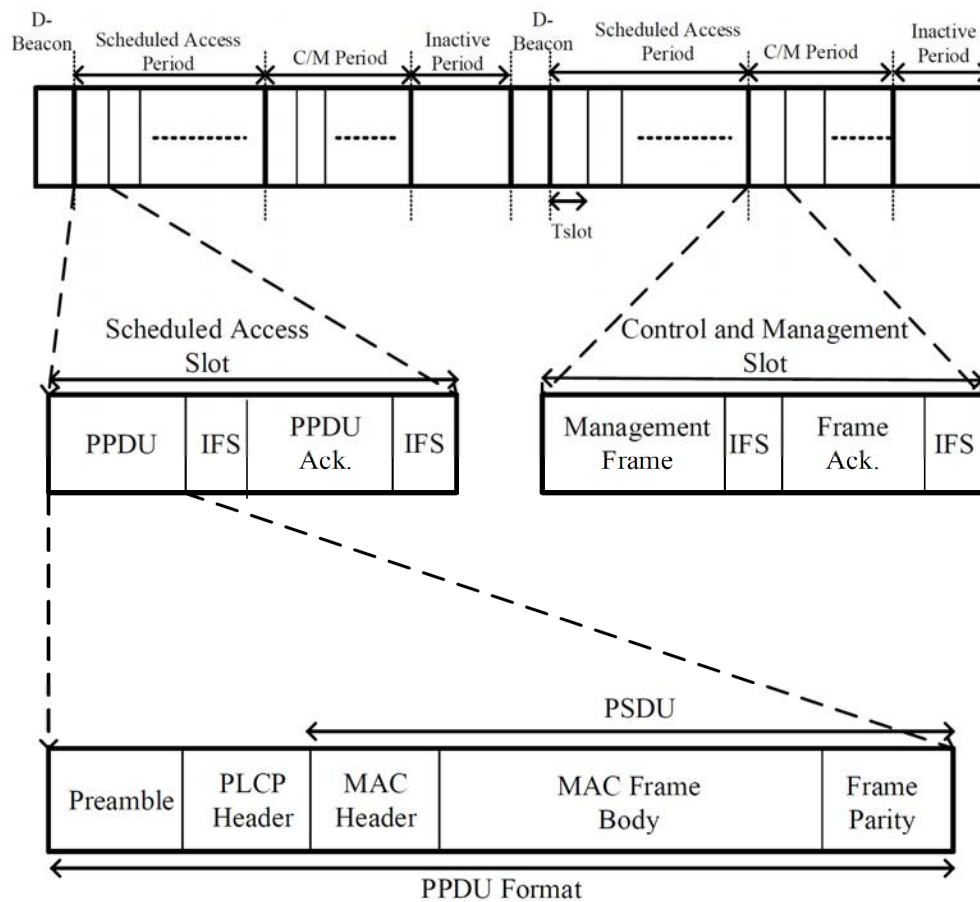 D-
Beacon
Scheduled Access
Period
C/M Period
Inactive
Period
D-
Beacon
Scheduled Access
Period
C/M Period
Inactive
Period
Tslot
Scheduled Access
Slot
Control and Management
Slot
PPDU
IFS
PPDU
Ack.
IFS
Management
Frame
IFS
Frame
Ack.
IFS
PSDU
Preamble
PLCP
Header
MAC
Header
MAC Frame
Body
Frame
Parity
PPDU Format